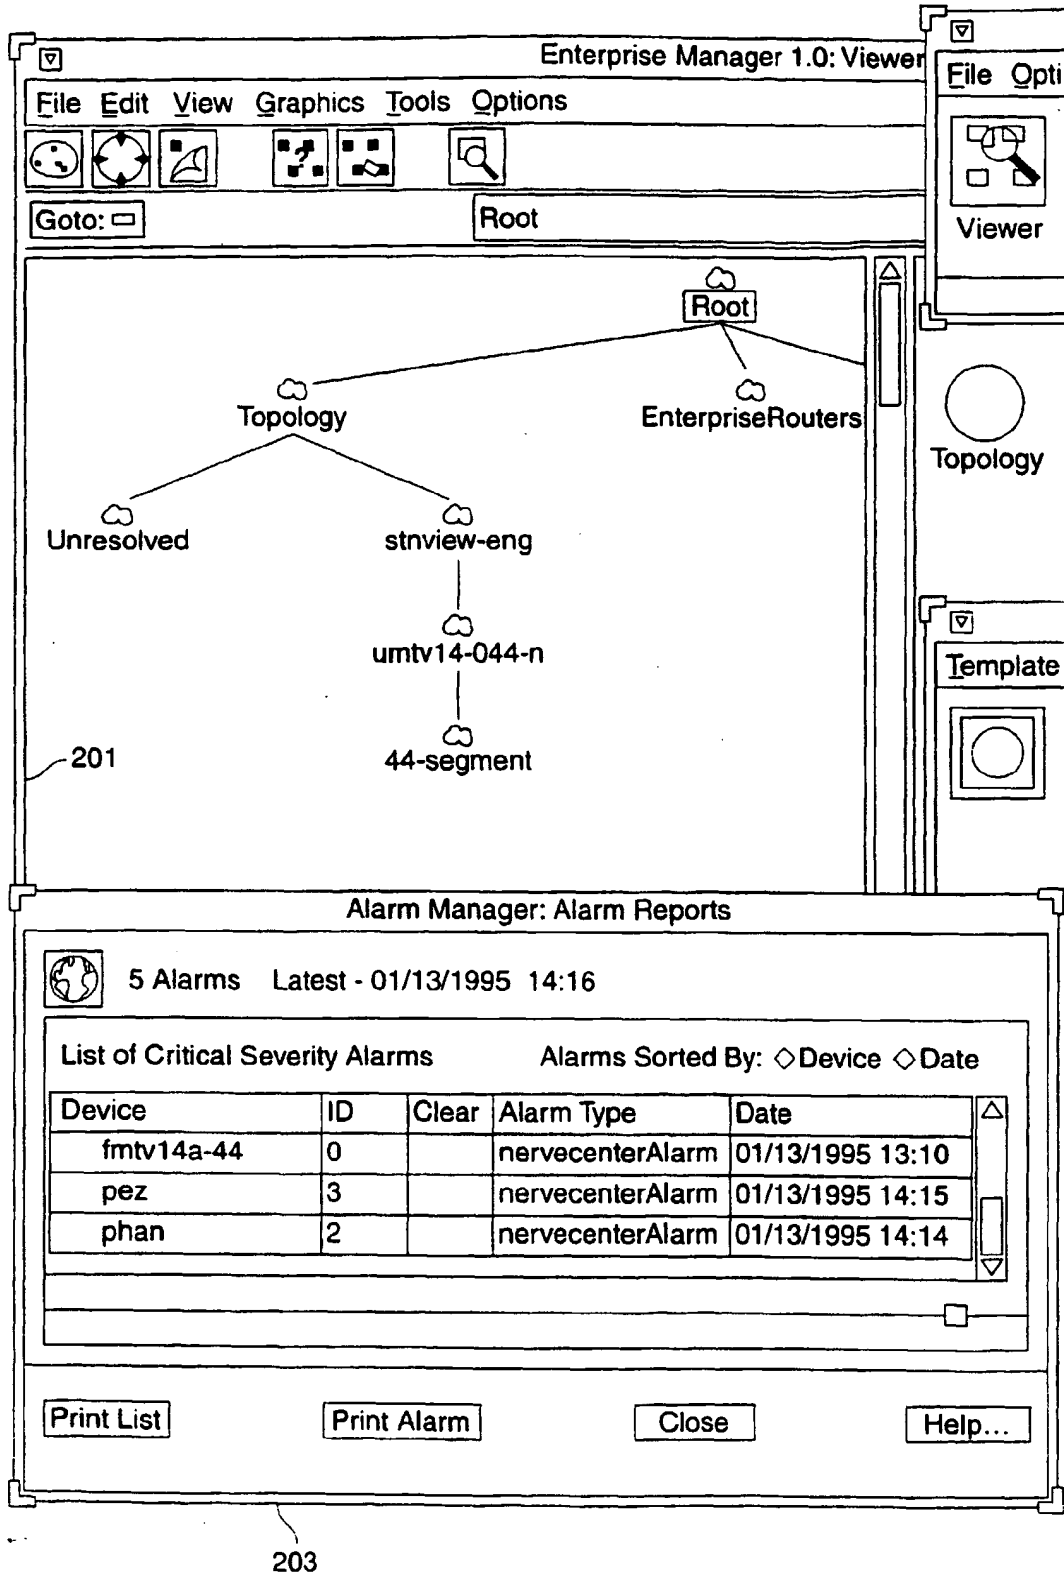 Enterprise Manager 1.0: Viewer
File Edit View Graphics Tools Options
Goto:
Root
File Opti
Viewer
Root
Topology
EnterpriseRouters
Topology
Unresolved
stnview-eng
umtv14-044-n
44-segment
Template
201
Alarm Manager: Alarm Reports
5 Alarms Latest - 01/13/1995 14:16
List of Critical Severity Alarms Alarms Sorted By: Device Date
Device ID Clear Alarm Type Date
fmtv14a-44 0 nervecenterAlarm 01/13/1995 13:10
pez 3 nervecenterAlarm 01/13/1995 14:15
phan 2 nervecenterAlarm 01/13/1995 14:14
Print List Print Alarm Close Help...
203